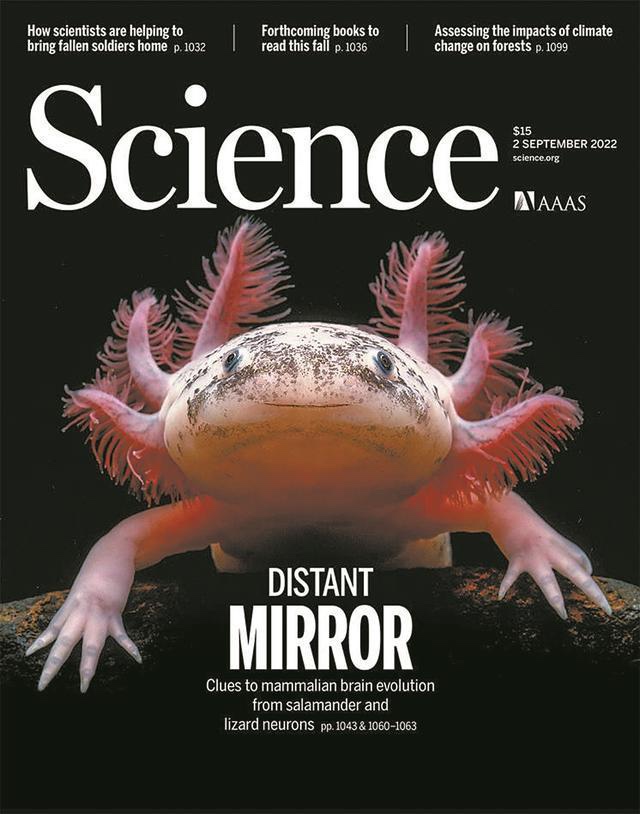 How scientists are helping to
bring fallen soldiers home p. 1032
Forthcoming books to
read this fall p. 1036
Assessing the impacts of climate
change on forests p. 1099
Science
$15
2 SEPTEMBER 2022
science.org
AAAS
DISTANT
MIRROR
Clues to mammalian brain evolution
from salamander and
lizard neurons pp. 1043 & 1060–1063